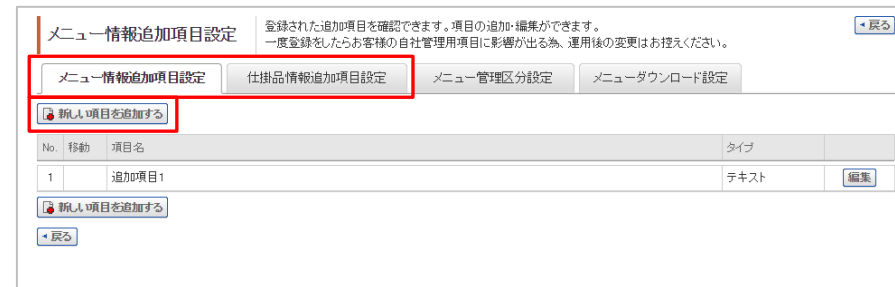 メニュー情報追加項目設定
登録された追加項目を確認できます。項目の追加・編集ができます。
一度登録をしたらお客様の自社管理用項目に影響が出る為、運用後の変更はお控えください。
戻る
メニュー情報追加項目設定 仕掛品情報追加項目設定 メニュー管理区分設定 メニューダウンロード設定
新しい項目を追加する
No. 移動 項目名 タイプ
1 追加項目1 テキスト 編集
新しい項目を追加する
戻る